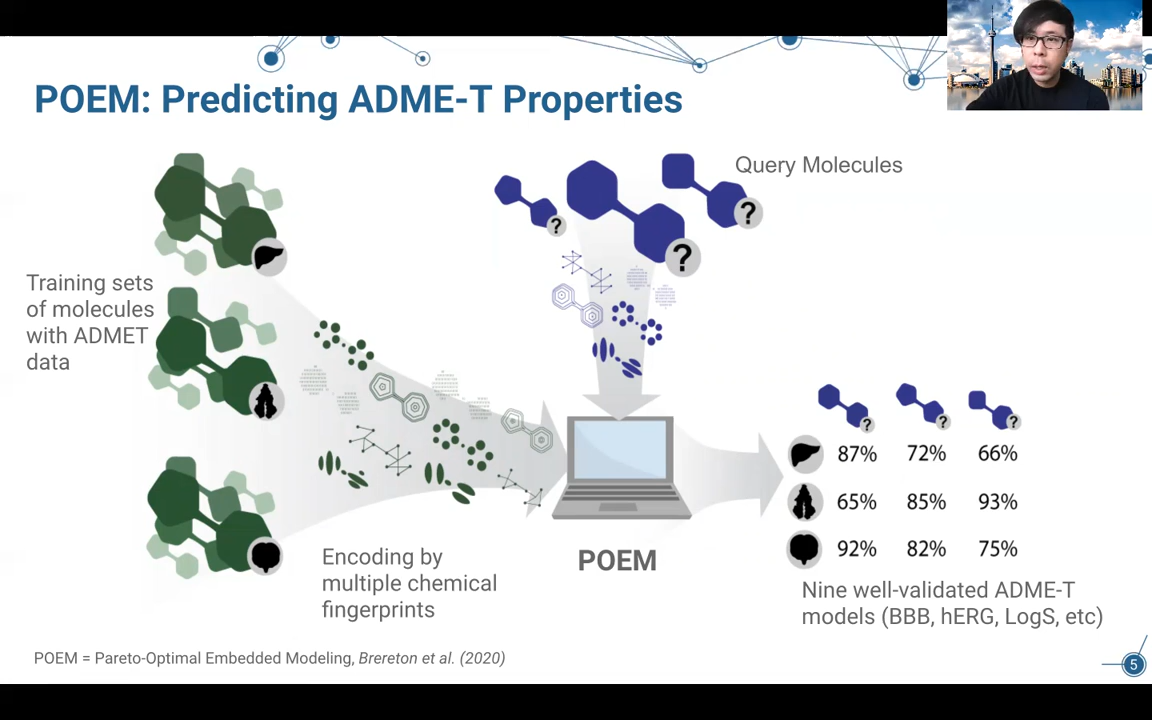 POEM: Predicting ADME-T Properties
Query Molecules
?
?
?
Training sets
of molecules
with ADMET
data
? ? ?
87% 72% 66%
65% 85% 93%
92% 82% 75%
Encoding by
multiple chemical
fingerprints
POEM
Nine well-validated ADME-T
models (BBB, hERG, LogS, etc)
POEM = Pareto-Optimal Embedded Modeling, Brereton et al. (2020)
5